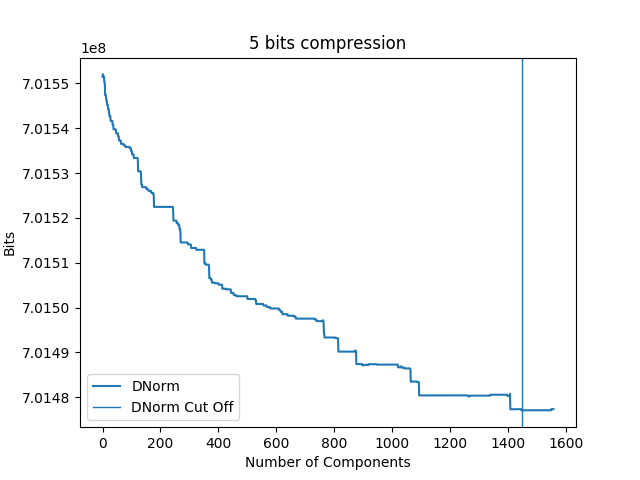 5 bits compression
1e8
7.0155
7.0154
7.0153
7.0152
7.0151
7.0150
7.0149
7.0148
Bits
DNorm
DNorm Cut Off
0 200 400 600 800 1000 1200 1400 1600
Number of Components